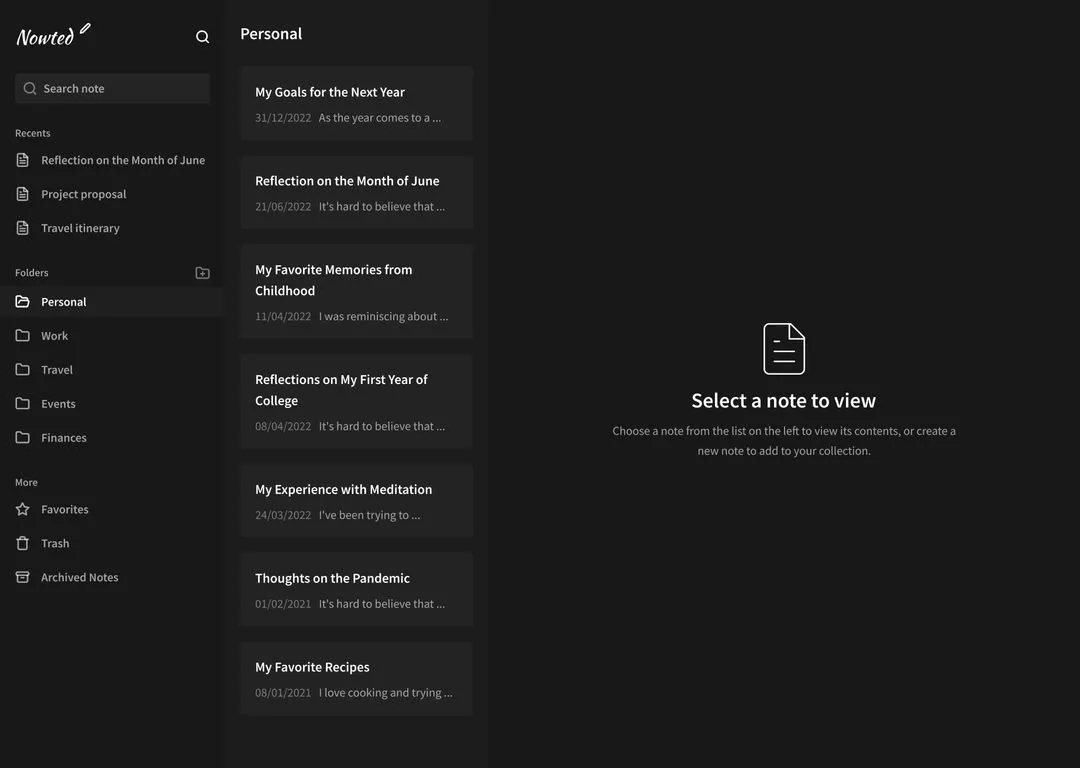 Nowted
Search note
Recents
Reflection on the Month of June
Project proposal
Travel itinerary
Folders
Personal
Work
Travel
Events
Finances
More
Favorites
Trash
Archived Notes
Personal
My Goals for the Next Year
31/12/2022 As the year comes to a ...
Reflection on the Month of June
21/06/2022 It's hard to believe that ...
My Favorite Memories from
Childhood
11/04/2022 I was reminiscing about ...
Reflections on My First Year of
College
08/04/2022 It's hard to believe that ...
My Experience with Meditation
24/03/2022 I've been trying to ...
Thoughts on the Pandemic
01/02/2021 It's hard to believe that ...
My Favorite Recipes
08/01/2021 I love cooking and trying ...
Select a note to view
Choose a note from the list on the left to view its contents, or create a
new note to add to your collection.